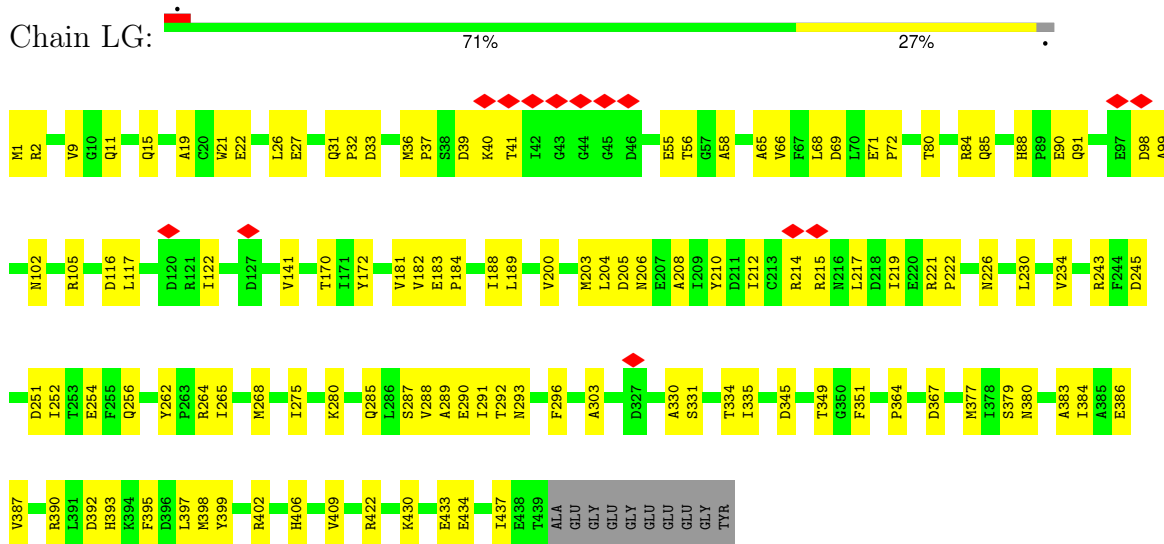 Chain LG:
71% 27%
M1 R2 V9 G10 Q11 Q15 A19 C20 W21 E22 L26 E27 Q31 P32 D33 M36 P37 S38 D39 K40 T41 I42 G43 G44 G45 D46 E55 T56 G57 A58 A65 V66 F67 L68 D69 L70 E71 P72 T80 R84 Q85 H88 P89 E90 Q91 E97 D98 A99
N102 R105 D116 L117 D120 R121 I122 D127 V141 T170 I171 Y172 V181 V182 E183 P184 I188 L189 V200 M203 L204 D205 N206 E207 A208 I209 Y210 D211 I212 C213 R214 R215 N216 L217 D218 I219 E220 R221 P222 N226 L230 V234 R243 F244 D245
D251 I252 T253 E254 F255 Q256 Y262 P263 R264 I265 M268 I275 K280 Q285 L286 S287 V288 A289 E290 I291 T292 N293 F296 A303 D327 A330 S331 T334 I335 D345 T349 G350 F351 P364 D367 M377 I378 S379 N380 A383 I384 A385 E386
V387 R390 L391 D392 H393 K394 F395 D396 L397 M398 Y399 R402 H406 V409 R422 K430 E433 E434 I437 E438 T439 ALA GLU GLY GLU GLY GLU GLU GLU GLY TYR